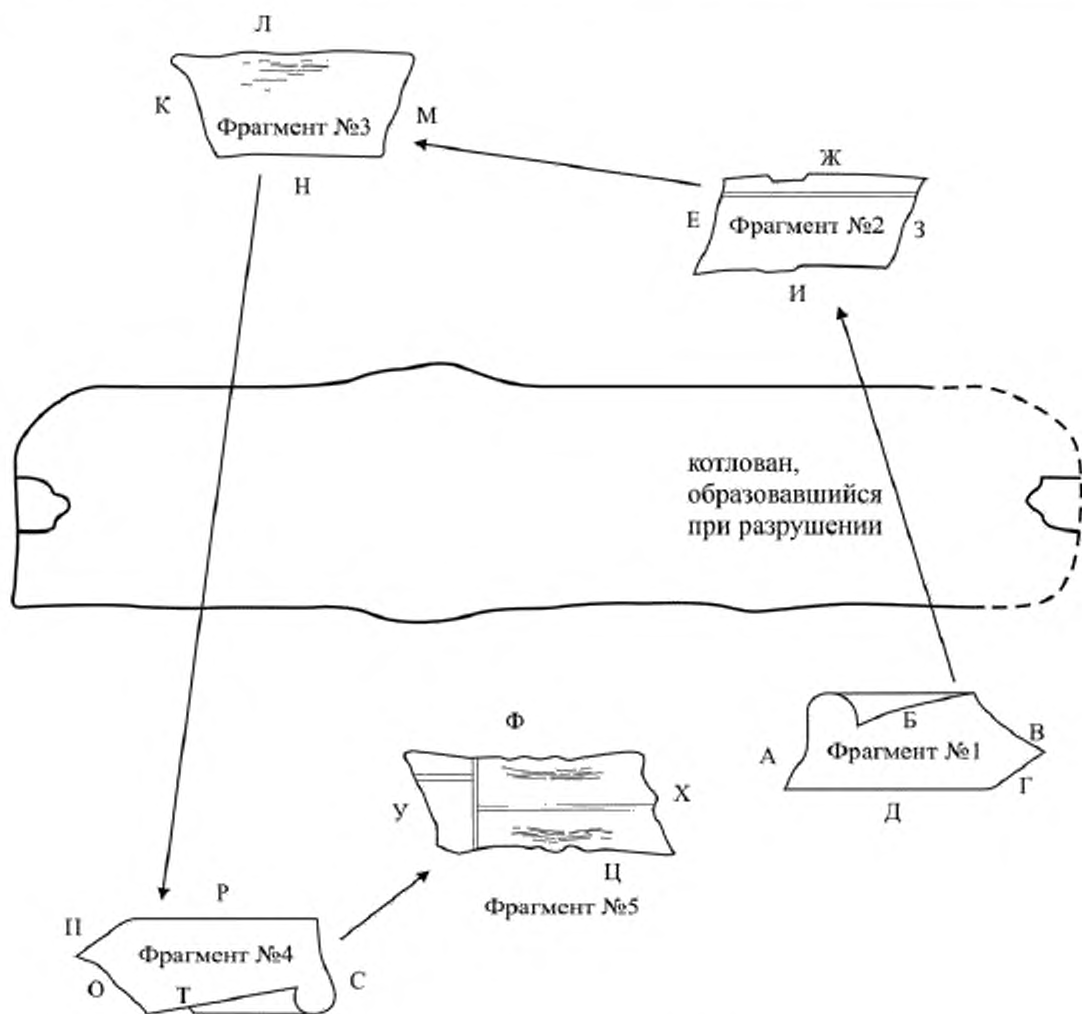 Л
К
Фрагмент №3
М
Н
Ж
Е
Фрагмент №2
З
И
котлован,
образовавшийся
при разрушении
А
Б
В
Фрагмент №1
Г
Д
Ф
У
Х
Ц
Фрагмент №5
Р
П
Фрагмент №4
О
Т
С